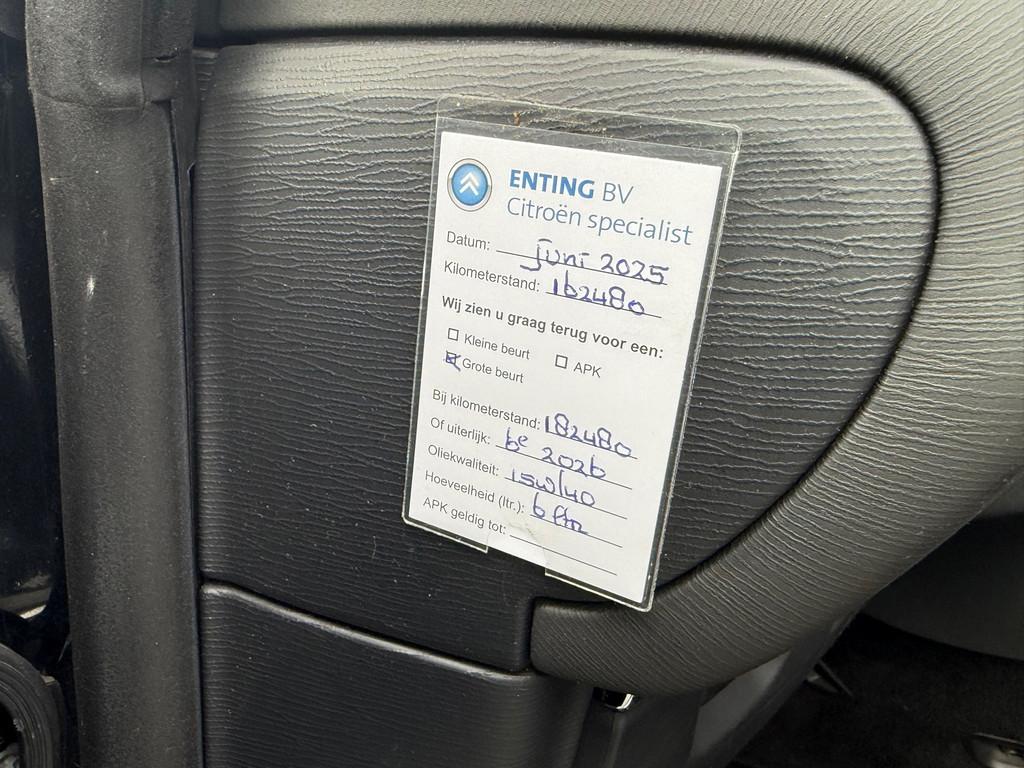 ENTING BV
Citroën specialist
Datum: juni 2025
Kilometerstand: 162480
Wij zien u graag terug voor een:
Kleine beurt APK
Grote beurt
Bij kilometerstand: 182480
Of uiterlijk: 6e 2026
Oliekwaliteit: 15W/40
Hoeveelheid (ltr.): 6 ltr
APK geldig tot: